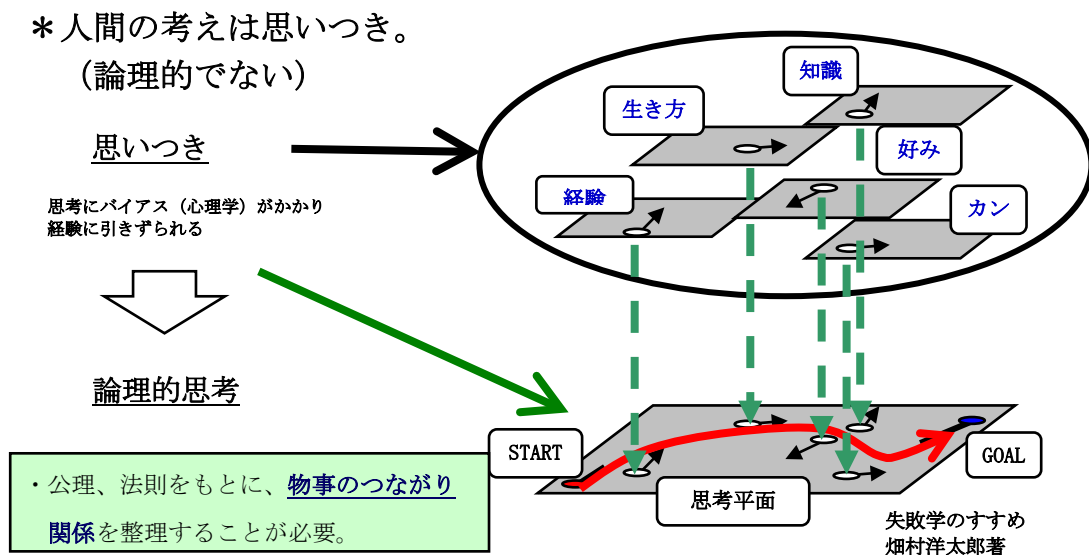 ＊人間の考えは思いつき。
（論理的でない）
思いつき
思考にバイアス（心理学）がかかり
経験に引きずられる
論理的思考
・公理、法則をもとに、物事のつながり
関係を整理することが必要。
知識
生き方
好み
経験
カン
START
GOAL
思考平面
失敗学のすすめ
畑村洋太郎著